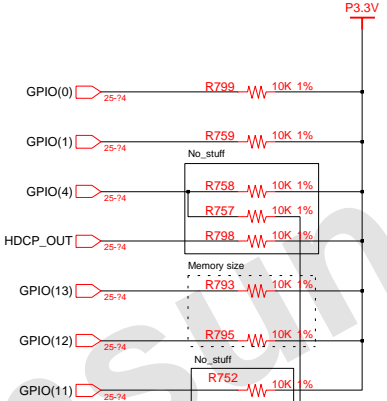 P3.3V
GPIO(0) 25-?4 R799 10K 1%
GPIO(1) 25-?4 R759 10K 1%
No_stuff
GPIO(4) 25-?4 R758 10K 1%
R757 10K 1%
HDCP_OUT 25-?4 R798 10K 1%
Memory size
GPIO(13) 25-?4 R793 10K 1%
GPIO(12) 25-?4 R795 10K 1%
No_stuff
GPIO(11) 25-?4 R752 10K 1%